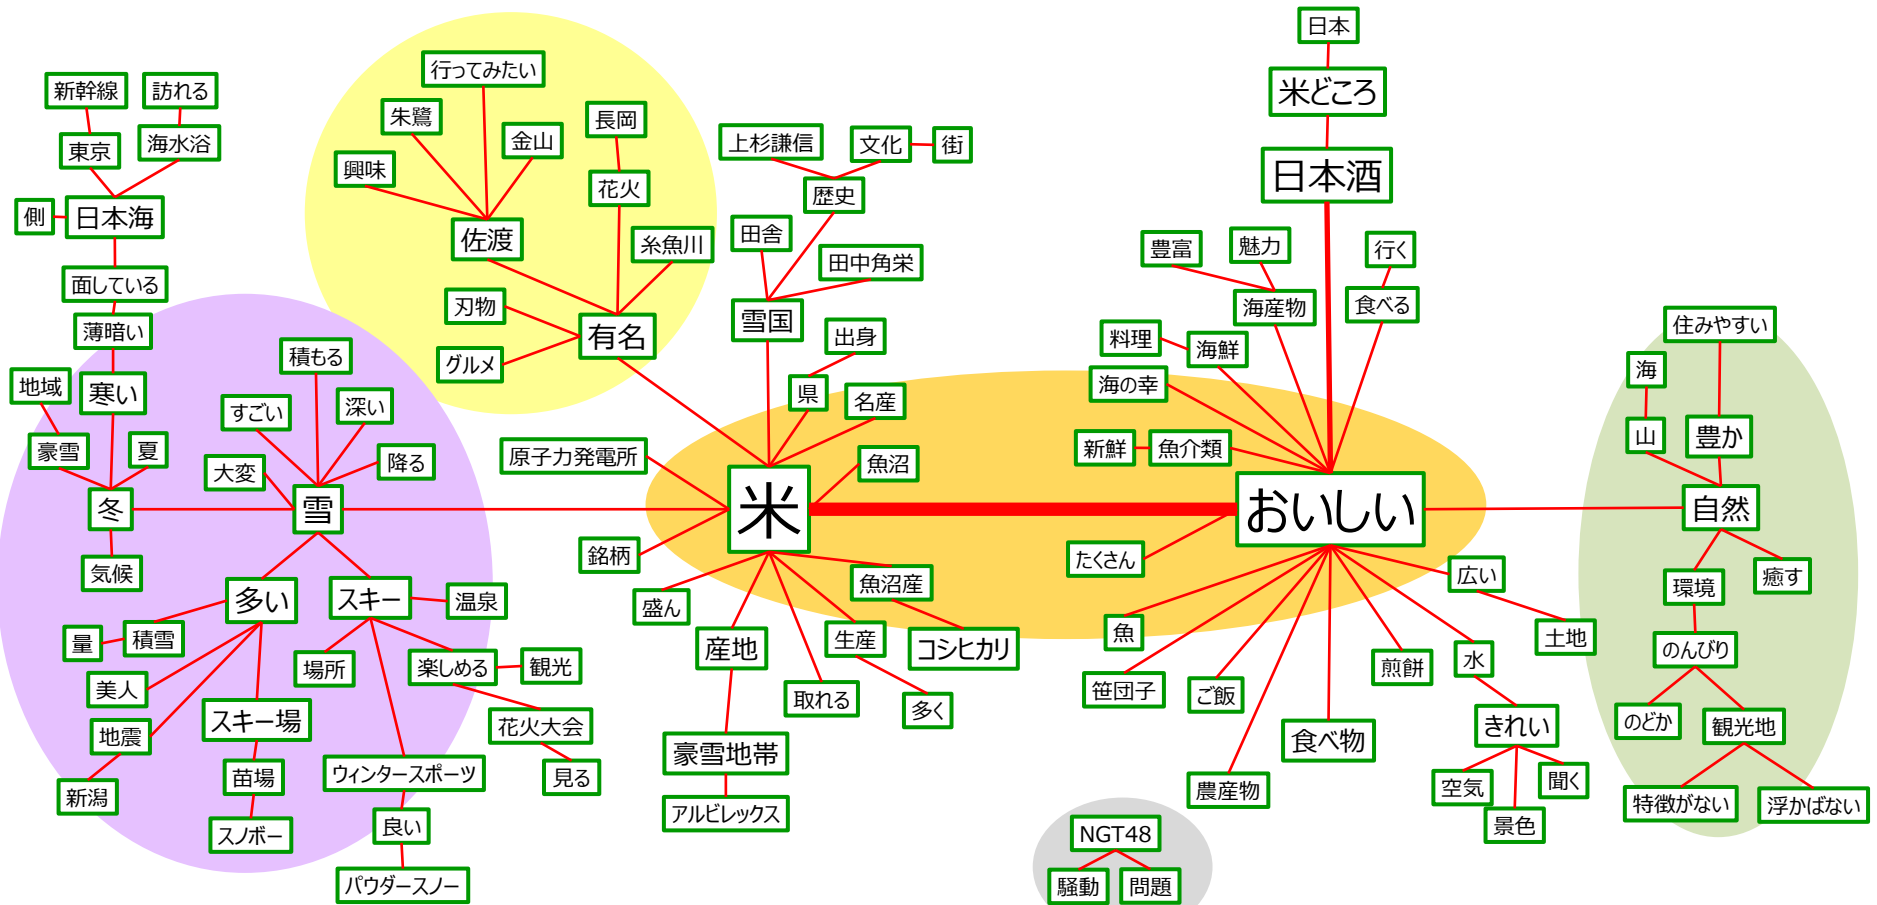 日本
行ってみたい
新幹線
訪れる
米どころ
朱鷺
長岡
金山
上杉謙信
文化
街
東京
海水浴
興味
花火
歴史
日本酒
側
日本海
佐渡
糸魚川
田舎
田中角栄
豊富
魅力
行く
面している
刃物
有名
雪国
海産物
食べる
薄暗い
出身
住みやすい
積もる
グルメ
料理
海鮮
海
地域
寒い
すごい
深い
県
名産
海の幸
山
豊か
豪雪
夏
大変
降る
原子力発電所
魚沼
新鮮
魚介類
冬
雪
米
おいしい
自然
気候
銘柄
たくさん
広い
癒す
多い
スキー
温泉
盛ん
魚沼産
環境
量
積雪
場所
楽しめる
観光
産地
生産
コシヒカリ
魚
水
土地
のんびり
美人
取れる
多く
笹団子
ご飯
煎餅
地震
スキー場
花火大会
きれい
のどか
観光地
豪雪地帯
食べ物
新潟
苗場
ウィンタースポーツ
見る
農産物
空気
聞く
特徴がない
浮かばない
スノボー
良い
アルビレックス
景色
NGT48
パウダースノー
騒動
問題